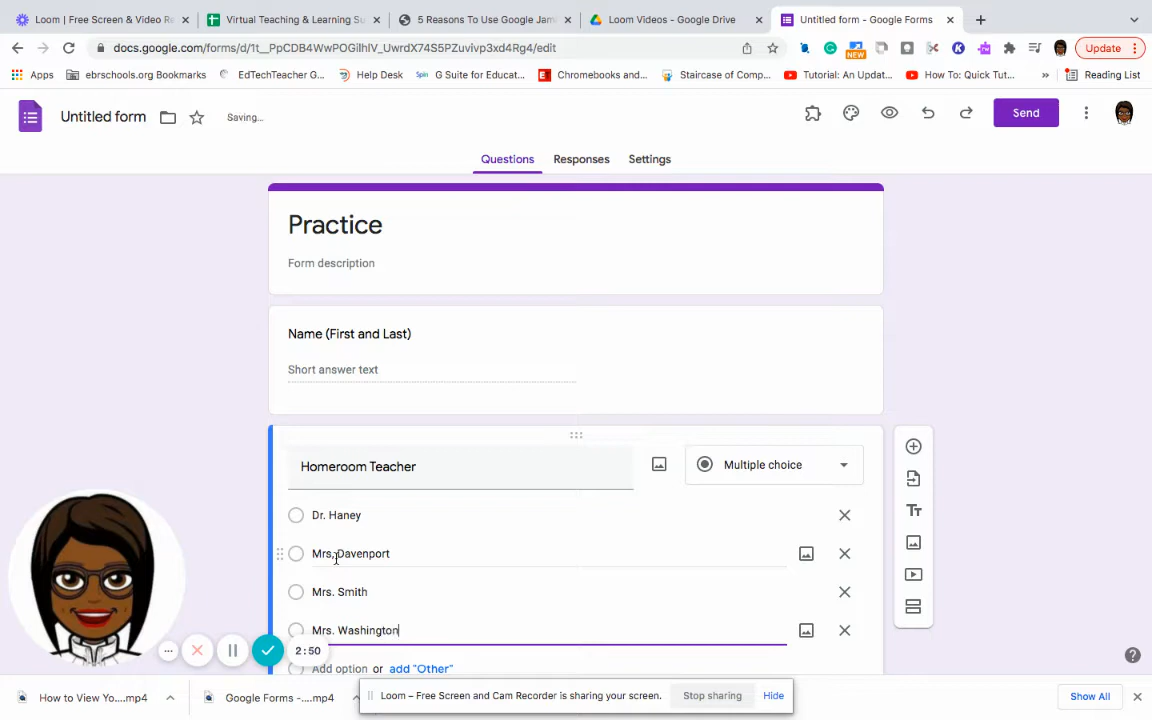 Loom | Free Screen & Video Re
Virtual Teaching & Learning Su
5 Reasons To Use Google Jam
Loom Videos - Google Drive
Untitled form - Google Forms
docs.google.com/forms/d/1t__PpCDB4WwPOGilhIV_UwrdX74S5PZuvivp3xd4Rg4/edit
NEW
Update
Apps
ebrschools.org Bookmarks
EdTechTeacher G...
Help Desk
Spin
G Suite for Educat...
Chromebooks and...
Staircase of Comp...
Tutorial: An Updat...
How To: Quick Tut...
»
Reading List
Untitled form
Saving...
Send
Questions
Responses
Settings
Practice
Form description
Name (First and Last)
Short answer text
Homeroom Teacher
Multiple choice
Dr. Haney
Mrs. Davenport
Mrs. Smith
Mrs. Washington
2:50
Add option or add "Other"
How to View Yo....mp4
Google Forms -....mp4
Loom – Free Screen and Cam Recorder is sharing your screen.
Stop sharing
Hide
Show All